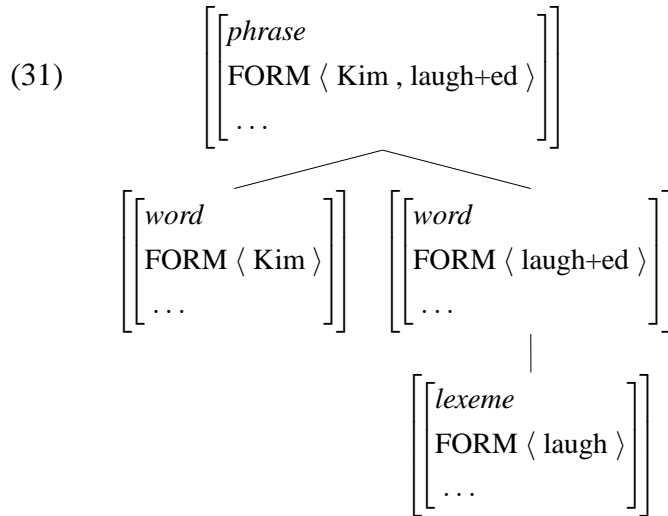 (31)
phrase
FORM ⟨ Kim , laugh+ed ⟩
...
word
FORM ⟨ Kim ⟩
...
word
FORM ⟨ laugh+ed ⟩
...
lexeme
FORM ⟨ laugh ⟩
...